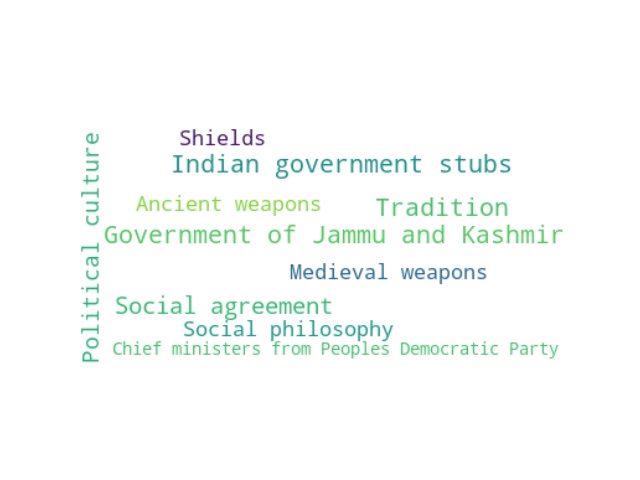 Shields
Indian government stubs
Political culture
Ancient weapons
Tradition
Government of Jammu and Kashmir
Medieval weapons
Social agreement
Social philosophy
Chief ministers from Peoples Democratic Party